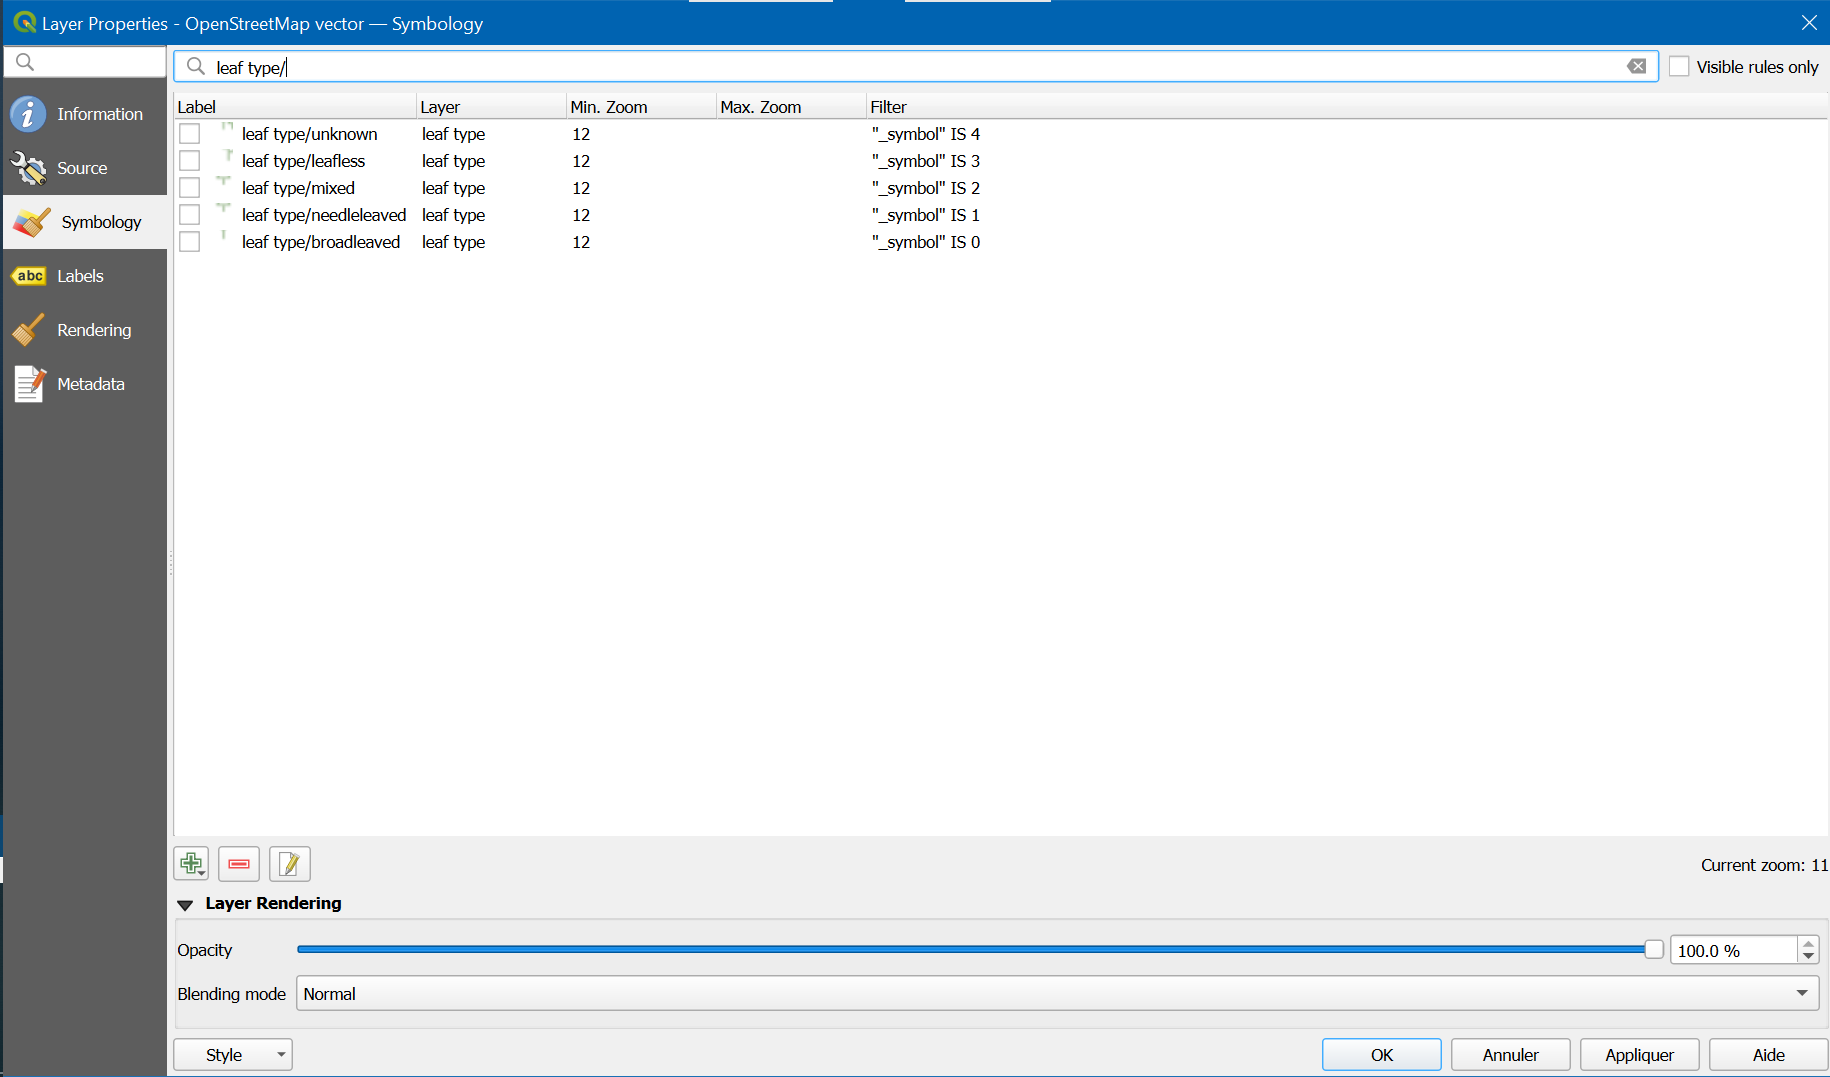 Layer Properties - OpenStreetMap vector — Symbology
leaf type/
Visible rules only
Information
Source
Symbology
abc Labels
Rendering
Metadata
Label Layer Min. Zoom Max. Zoom Filter
leaf type/unknown leaf type 12 "_symbol" IS 4
leaf type/leafless leaf type 12 "_symbol" IS 3
leaf type/mixed leaf type 12 "_symbol" IS 2
leaf type/needleleaved leaf type 12 "_symbol" IS 1
leaf type/broadleaved leaf type 12 "_symbol" IS 0
Current zoom: 11
Layer Rendering
Opacity 100.0 %
Blending mode Normal
Style OK Annuler Appliquer Aide